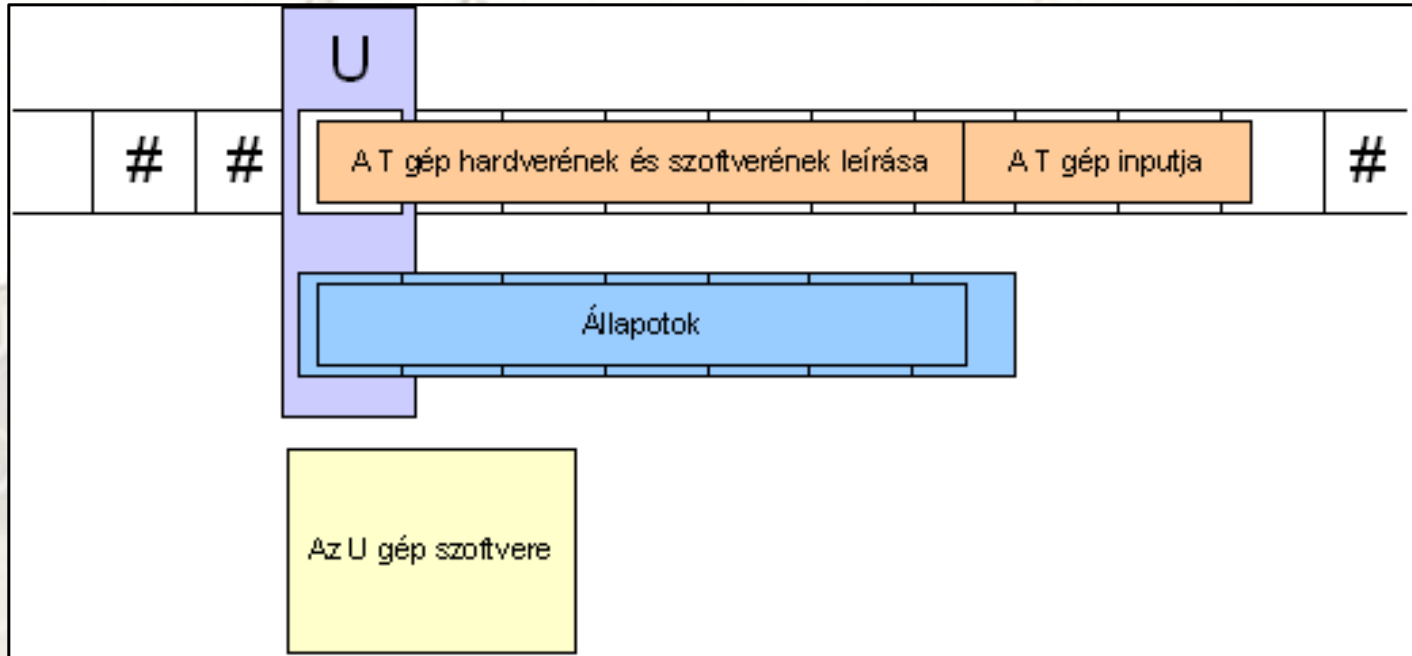 U
# # A T gép hardverének és szoftverének leírása A T gép inputja #
Állapotok
Az U gép szoftvere